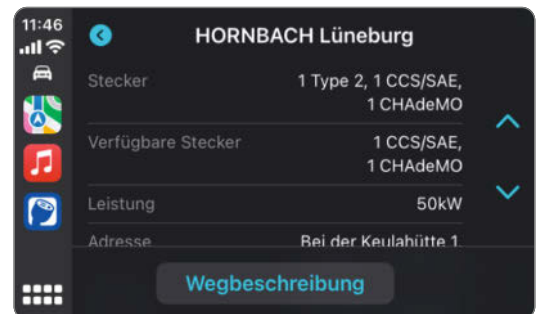 11:46
HORNBACH Lüneburg
Stecker
1 Type 2, 1 CCS/SAE,
1 CHAdeMO
Verfügbare Stecker
1 CCS/SAE,
1 CHAdeMO
Leistung
50kW
Adresse
Bei der Keulahütte 1
Wegbeschreibung